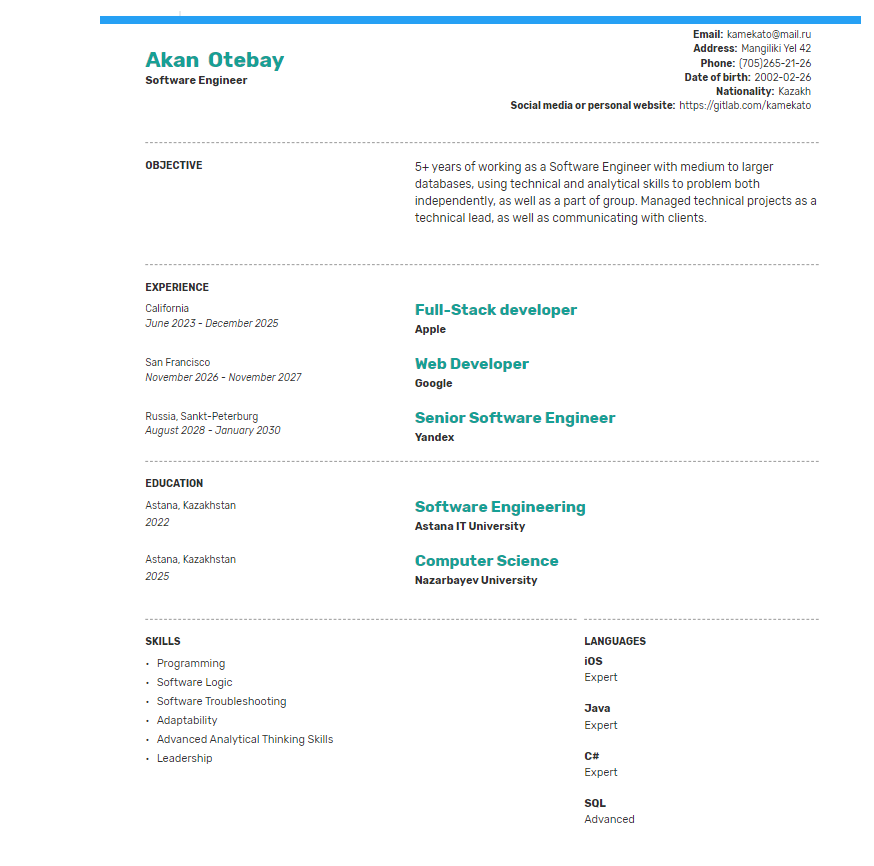 Email: kamekato@mail.ru
Address: Mangiliki Yel 42
Phone: (705)265-21-26
Date of birth: 2002-02-26
Nationality: Kazakh
Social media or personal website: https://gitlab.com/kamekato
Akan Otebay
Software Engineer
OBJECTIVE
5+ years of working as a Software Engineer with medium to larger
databases, using technical and analytical skills to problem both
independently, as well as a part of group. Managed technical projects as a
technical lead, as well as communicating with clients.
EXPERIENCE
California
June 2023 - December 2025
Full-Stack developer
Apple
San Francisco
November 2026 - November 2027
Web Developer
Google
Russia, Sankt-Peterburg
August 2028 - January 2030
Senior Software Engineer
Yandex
EDUCATION
Astana, Kazakhstan
2022
Software Engineering
Astana IT University
Astana, Kazakhstan
2025
Computer Science
Nazarbayev University
SKILLS
• Programming
• Software Logic
• Software Troubleshooting
• Adaptability
• Advanced Analytical Thinking Skills
• Leadership
LANGUAGES
iOS
Expert
Java
Expert
C#
Expert
SQL
Advanced